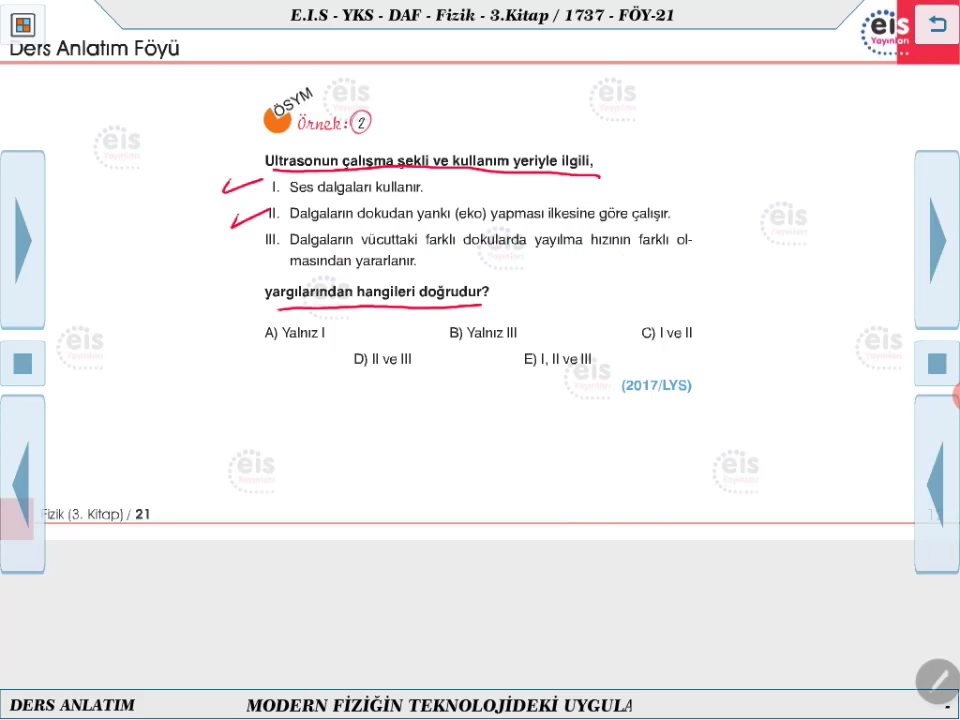 E.I.S - YKS - DAF - Fizik - 3.Kitap / 1737 - FÖY-21
Ders Anlatım Föyü
eis
Yayınları
ÖSYM
Örnek: 2
Ultrasonun çalışma şekli ve kullanım yeriyle ilgili,
I. Ses dalgaları kullanır.
II. Dalgaların dokudan yankı (eko) yapması ilkesine göre çalışır.
III. Dalgaların vücuttaki farklı dokularda yayılma hızının farklı ol-
masından yararlanır.
yargılarından hangileri doğrudur?
A) Yalnız I B) Yalnız III C) I ve II
D) II ve III E) I, II ve III
(2017/LYS)
Fizik (3. Kitap) / 21
DERS ANLATIM MODERN FİZİĞİN TEKNOLOJİDEKİ UYGULA -